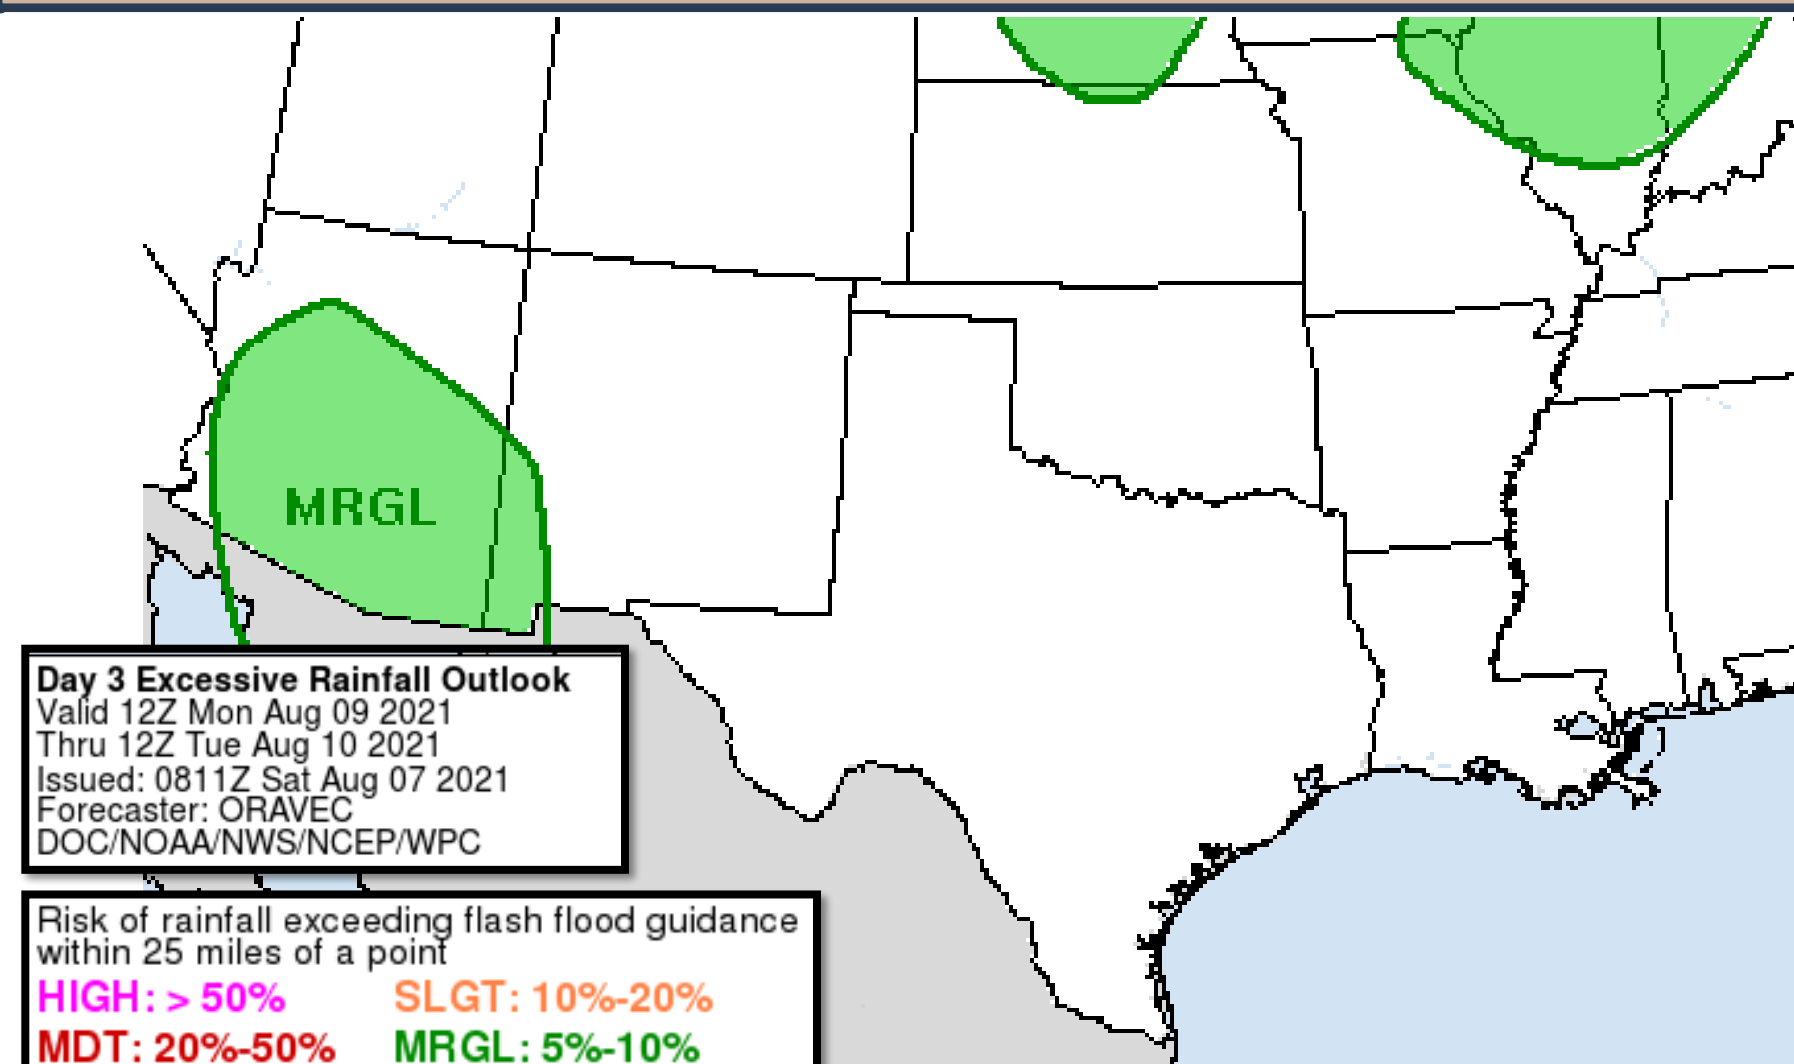 MRGL
Day 3 Excessive Rainfall Outlook
Valid 12Z Mon Aug 09 2021
Thru 12Z Tue Aug 10 2021
Issued: 0811Z Sat Aug 07 2021
Forecaster: ORAVEC
DOC/NOAA/NWS/NCEP/WPC
Risk of rainfall exceeding flash flood guidance
within 25 miles of a point
HIGH: > 50% SLGT: 10%-20%
MDT: 20%-50% MRGL: 5%-10%